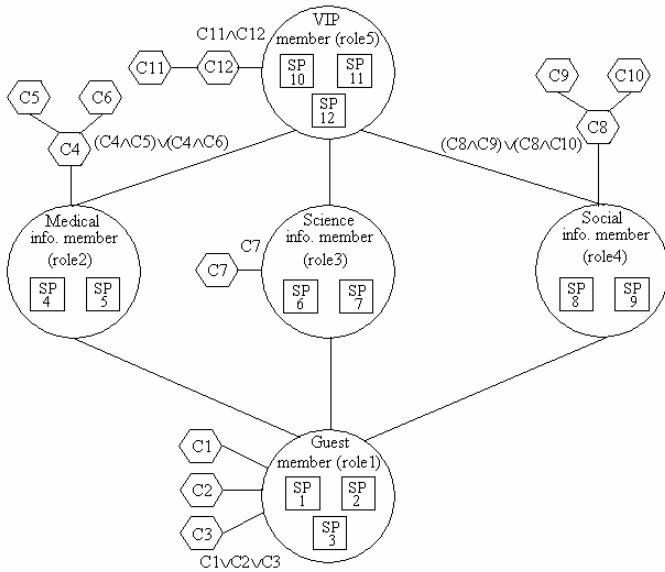 VIP
member (role5)
C11∧C12
C11
C12
SP
10
SP
11
SP
12
C5
C6
C4
(C4∧C5)∨(C4∧C6)
C9
C10
C8
(C8∧C9)∨(C8∧C10)
Medical
info. member
(role2)
SP
4
SP
5
Science
info. member
(role3)
C7
C7
SP
6
SP
7
Social
info. member
(role4)
SP
8
SP
9
Guest
member (role1)
C1
C2
C3
SP
1
SP
2
SP
3
C1∨C2∨C3